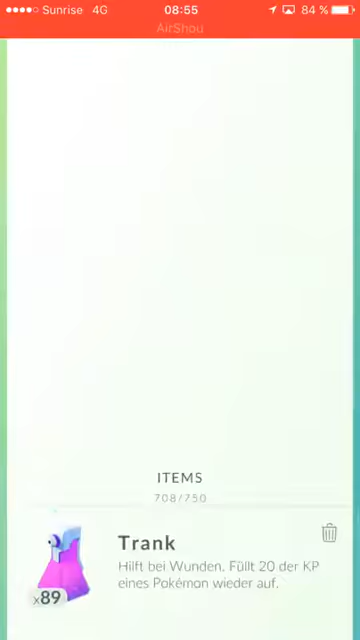 Sunrise 4G 08:55 84 %
AirShou
ITEMS
708/750
Trank
Hilft bei Wunden. Füllt 20 der KP
eines Pokémon wieder auf.
x89